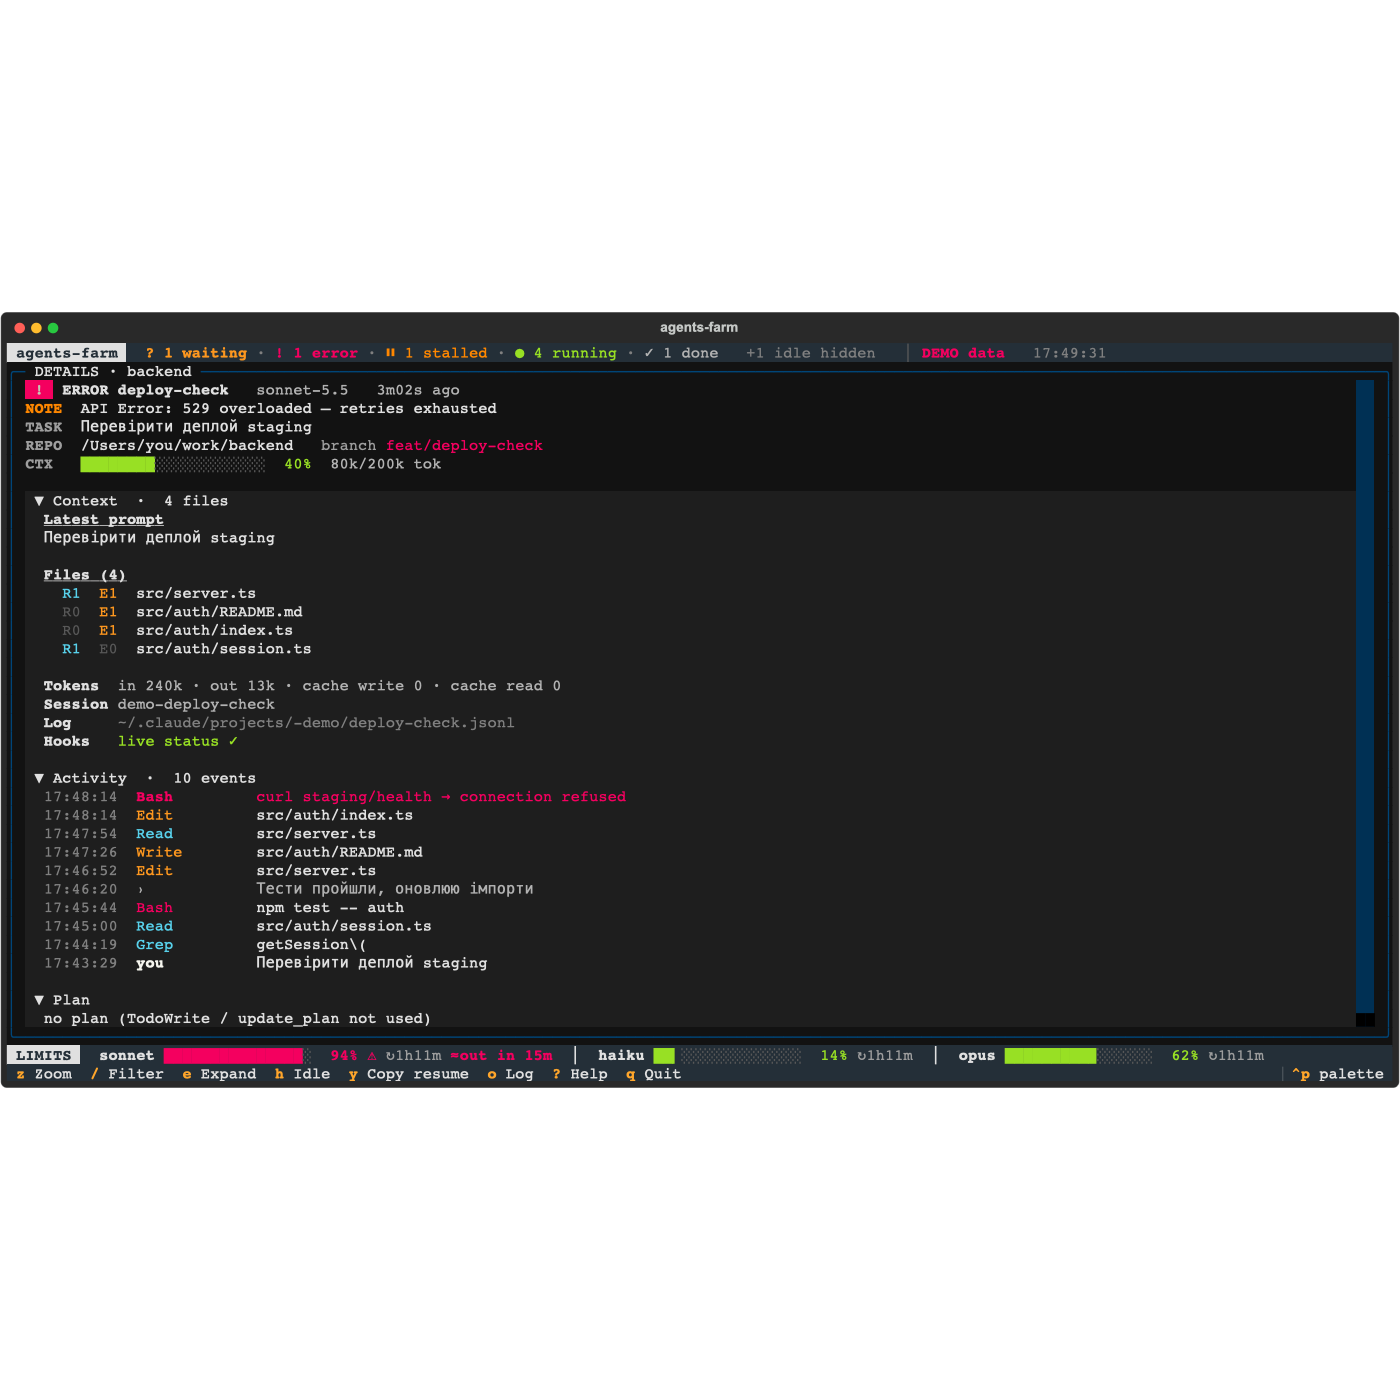 agents-farm
agents-farm ? 1 waiting · ! 1 error · ⏸ 1 stalled · ● 4 running · ✓ 1 done +1 idle hidden │ DEMO data 17:49:31
DETAILS · backend
! ERROR deploy-check sonnet-5.5 3m02s ago
NOTE API Error: 529 overloaded — retries exhausted
TASK Перевірити деплой staging
REPO /Users/you/work/backend branch feat/deploy-check
CTX 40% 80k/200k tok
▼ Context · 4 files
Latest prompt
Перевірити деплой staging
Files (4)
R1 E1 src/server.ts
R0 E1 src/auth/README.md
R0 E1 src/auth/index.ts
R1 E0 src/auth/session.ts
Tokens in 240k · out 13k · cache write 0 · cache read 0
Session demo-deploy-check
Log ~/.claude/projects/-demo/deploy-check.jsonl
Hooks live status ✓
▼ Activity · 10 events
17:48:14 Bash curl staging/health → connection refused
17:48:14 Edit src/auth/index.ts
17:47:54 Read src/server.ts
17:47:26 Write src/auth/README.md
17:46:52 Edit src/server.ts
17:46:20 › Тести пройшли, оновлюю імпорти
17:45:44 Bash npm test -- auth
17:45:00 Read src/auth/session.ts
17:44:19 Grep getSession\(
17:43:29 you Перевірити деплой staging
▼ Plan
no plan (TodoWrite / update_plan not used)
LIMITS sonnet 94% ⚠ ↻1h11m ≈out in 15m │ haiku 14% ↻1h11m │ opus 62% ↻1h11m
z Zoom / Filter e Expand h Idle y Copy resume o Log ? Help q Quit │ ^p palette